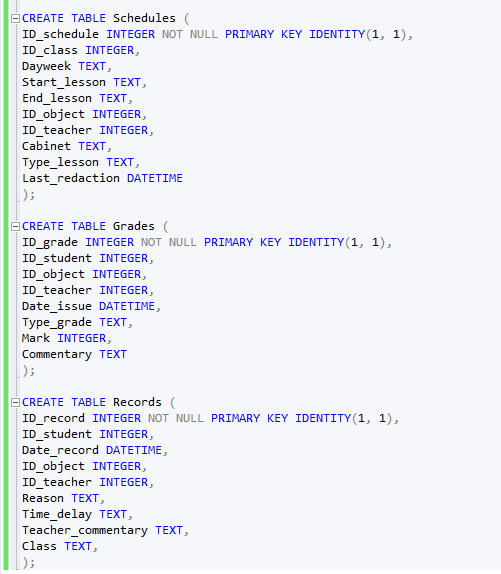 CREATE TABLE Schedules (
ID_schedule INTEGER NOT NULL PRIMARY KEY IDENTITY(1, 1),
ID_class INTEGER,
Dayweek TEXT,
Start_lesson TEXT,
End_lesson TEXT,
ID_object INTEGER,
ID_teacher INTEGER,
Cabinet TEXT,
Type_lesson TEXT,
Last_redaction DATETIME
);

CREATE TABLE Grades (
ID_grade INTEGER NOT NULL PRIMARY KEY IDENTITY(1, 1),
ID_student INTEGER,
ID_object INTEGER,
ID_teacher INTEGER,
Date_issue DATETIME,
Type_grade TEXT,
Mark INTEGER,
Commentary TEXT
);

CREATE TABLE Records (
ID_record INTEGER NOT NULL PRIMARY KEY IDENTITY(1, 1),
ID_student INTEGER,
Date_record DATETIME,
ID_object INTEGER,
ID_teacher INTEGER,
Reason TEXT,
Time_delay TEXT,
Teacher_commentary TEXT,
Class TEXT,
);